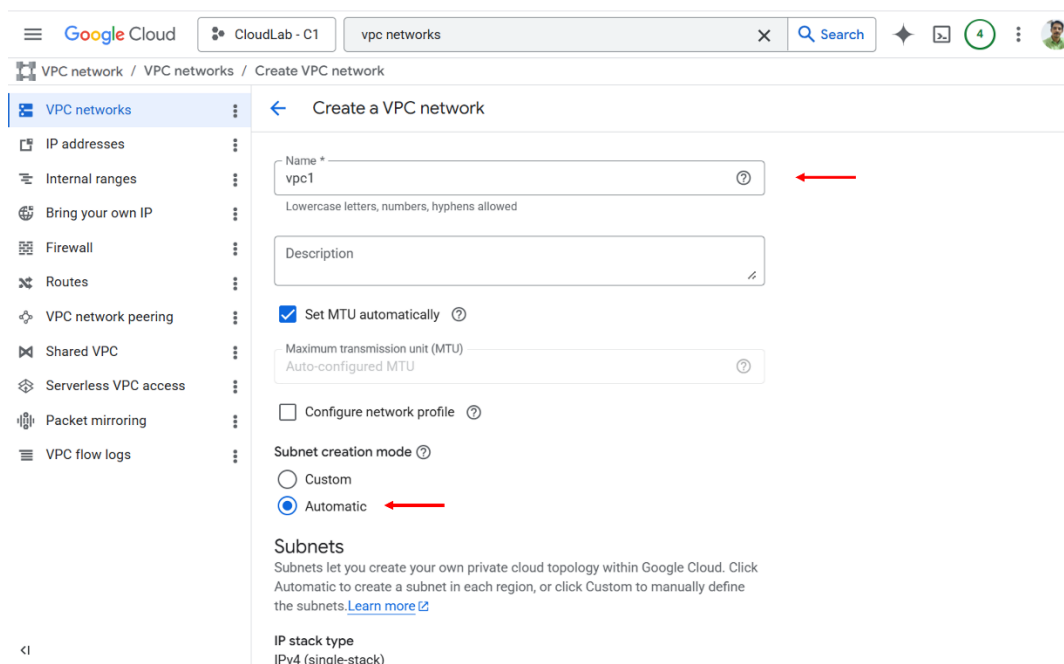 Google Cloud
CloudLab - C1
vpc networks
Search
4
VPC network / VPC networks / Create VPC network
VPC networks
IP addresses
Internal ranges
Bring your own IP
Firewall
Routes
VPC network peering
Shared VPC
Serverless VPC access
Packet mirroring
VPC flow logs
Create a VPC network
Name *
vpc1
Lowercase letters, numbers, hyphens allowed
Description
Set MTU automatically
Maximum transmission unit (MTU)
Auto-configured MTU
Configure network profile
Subnet creation mode
Custom
Automatic
Subnets
Subnets let you create your own private cloud topology within Google Cloud. Click
Automatic to create a subnet in each region, or click Custom to manually define
the subnets.Learn more
IP stack type
IPv4 (single-stack)